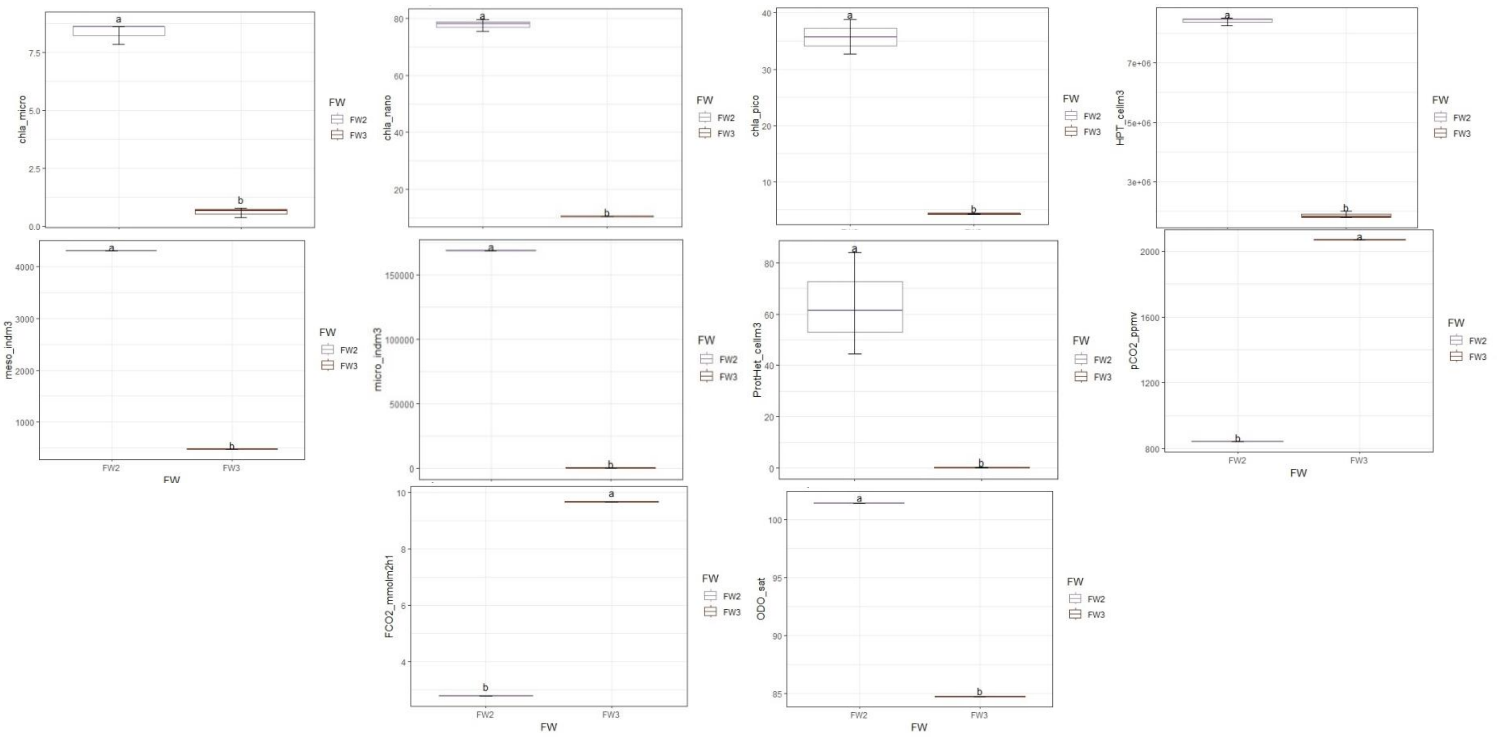 chla_micro
7.5
5.0
2.5
0.0
a
b
FW
FW2
FW3
chla_nano
80
60
40
20
a
b
FW
FW2
FW3
chla_pico
40
30
20
10
a
b
FW
FW2
FW3
HPT_cellm3
7e+06
5e+06
3e+06
a
b
FW
FW2
FW3
meso_indm3
4000
3000
2000
1000
a
b
FW2
FW3
FW
FW
FW2
FW3
micro_indm3
150000
100000
50000
0
a
b
FW
FW2
FW3
ProtHet_cellm3
80
60
40
20
0
a
b
FW
FW2
FW3
pCO2_ppmv
2000
1600
1200
800
b
a
FW2
FW3
FW
FW
FW2
FW3
FCO2_mmolm2h1
10
8
6
4
b
a
FW2
FW3
FW
FW
FW2
FW3
ODO_sat
100
95
90
85
a
b
FW2
FW3
FW
FW
FW2
FW3